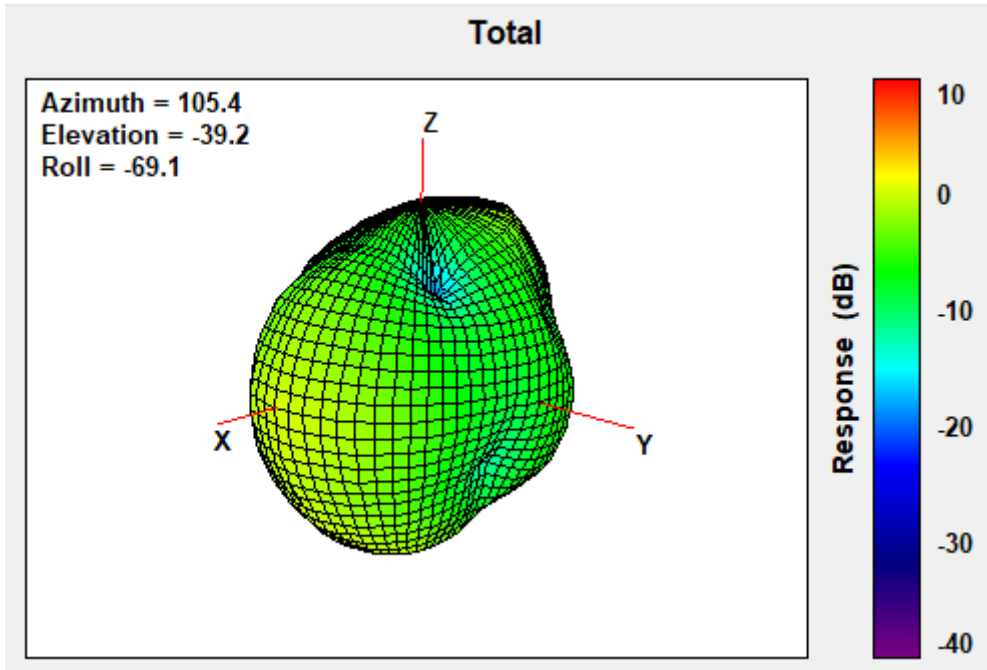 Total
Azimuth = 105.4
Elevation = -39.2
Roll = -69.1
Z
X
Y
10
0
-10
-20
-30
-40
Response (dB)